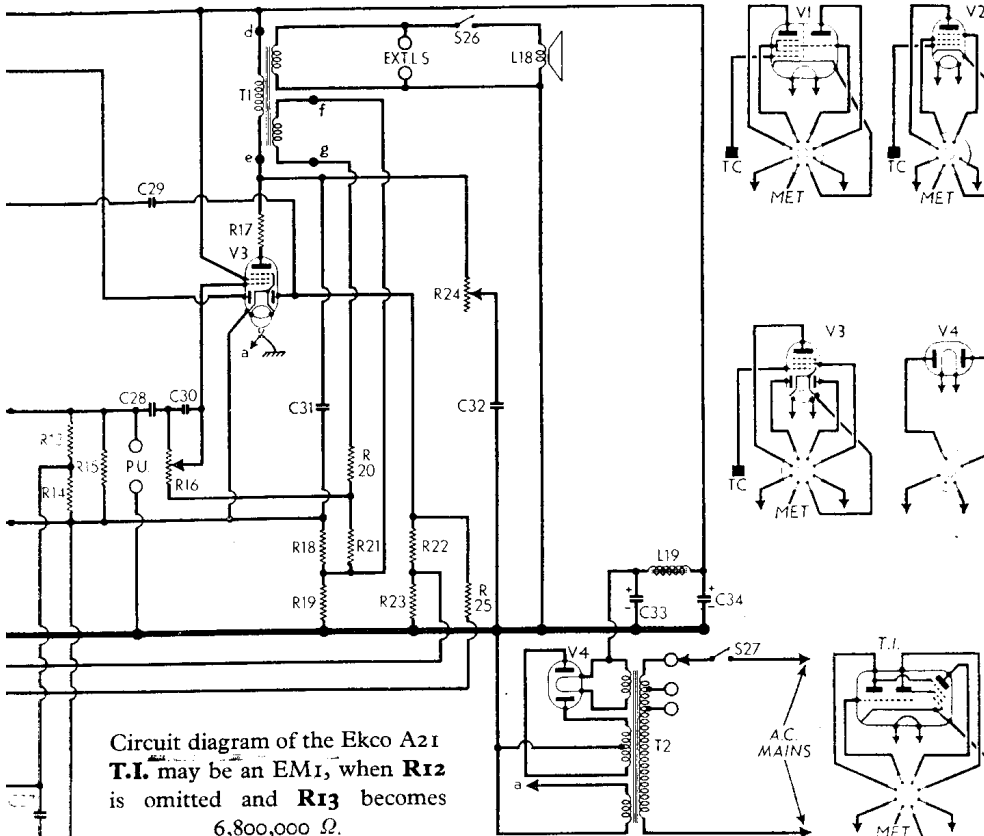 d
S26
EXT.LS
L18
T1
f
g
e
C29
R17
V3
R24
a
C28
C30
C31
C32
R13
R15
P.U.
R16
R14
R
20
R18
R21
R22
R19
R23
R
25
L19
+
-
C33
+
-
C34
V4
S27
T2
a
A.C.
MAINS
V1
TC
MET
V2
TC
MET
V3
TC
MET
V4
T.I.
MET
Circuit diagram of the Ekco A21
T.I. may be an EM1, when R12
is omitted and R13 becomes
6,800,000 Ω.